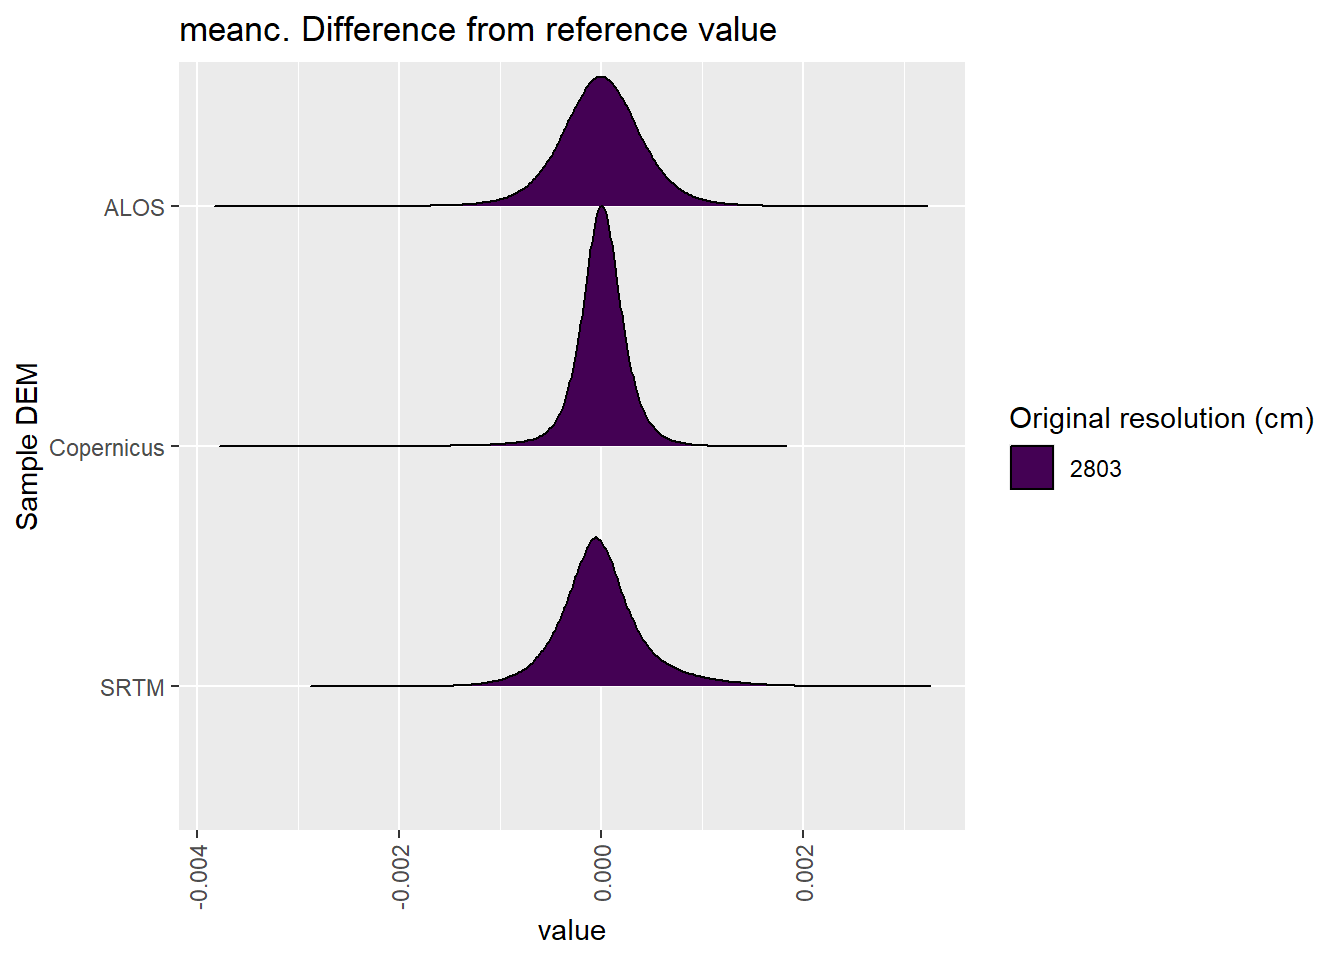 meanc. Difference from reference value
Sample DEM
ALOS
Copernicus
SRTM
-0.004
-0.002
0.000
0.002
value
Original resolution (cm)
2803